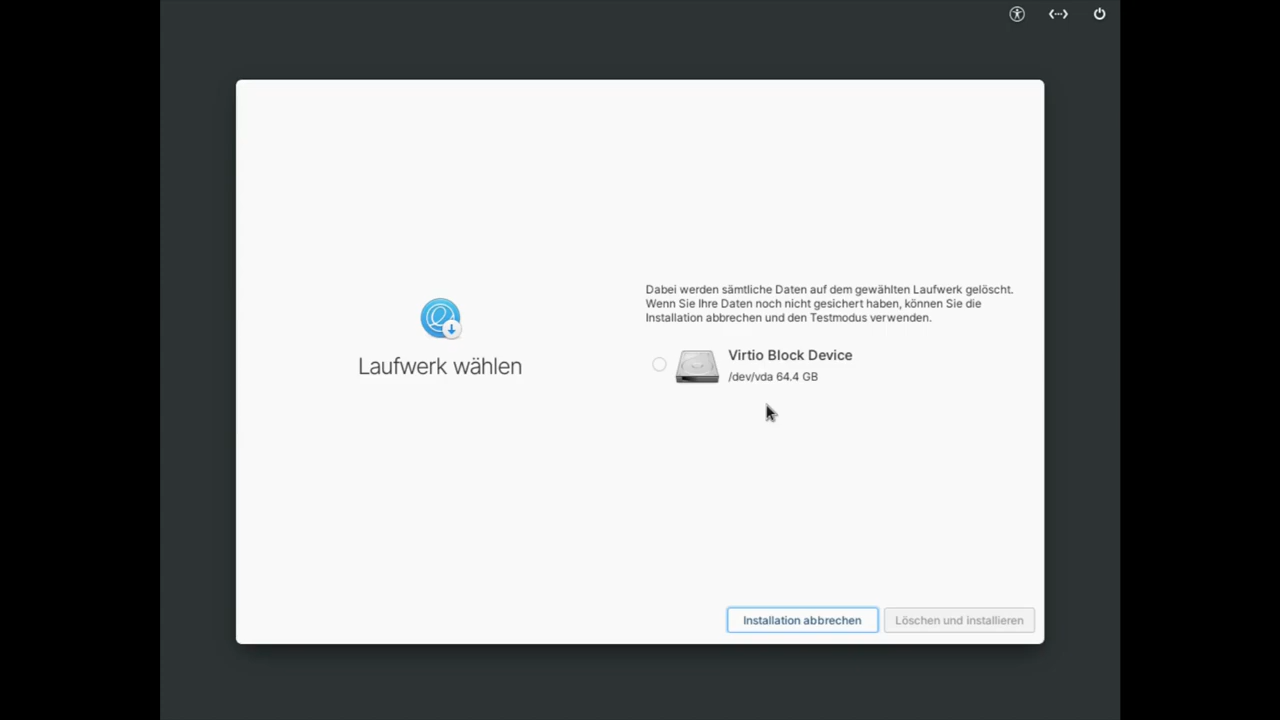 Laufwerk wählen
Dabei werden sämtliche Daten auf dem gewählten Laufwerk gelöscht.
Wenn Sie Ihre Daten noch nicht gesichert haben, können Sie die
Installation abbrechen und den Testmodus verwenden.
Virtio Block Device
/dev/vda 64.4 GB
Installation abbrechen
Löschen und installieren